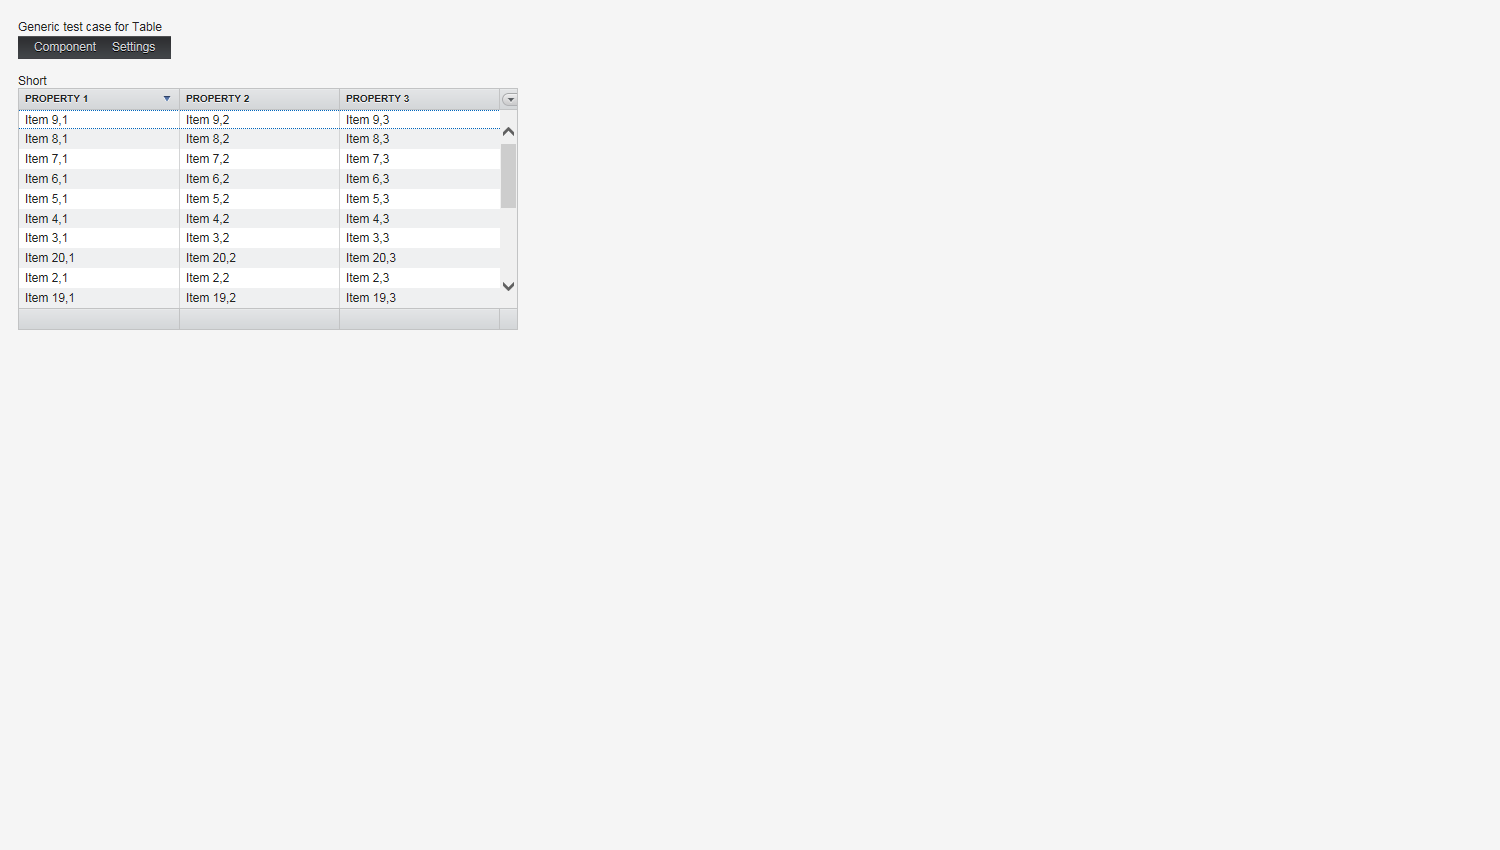 Generic test case for Table
Component Settings
Short
PROPERTY 1 PROPERTY 2 PROPERTY 3
Item 9,1 Item 9,2 Item 9,3
Item 8,1 Item 8,2 Item 8,3
Item 7,1 Item 7,2 Item 7,3
Item 6,1 Item 6,2 Item 6,3
Item 5,1 Item 5,2 Item 5,3
Item 4,1 Item 4,2 Item 4,3
Item 3,1 Item 3,2 Item 3,3
Item 20,1 Item 20,2 Item 20,3
Item 2,1 Item 2,2 Item 2,3
Item 19,1 Item 19,2 Item 19,3